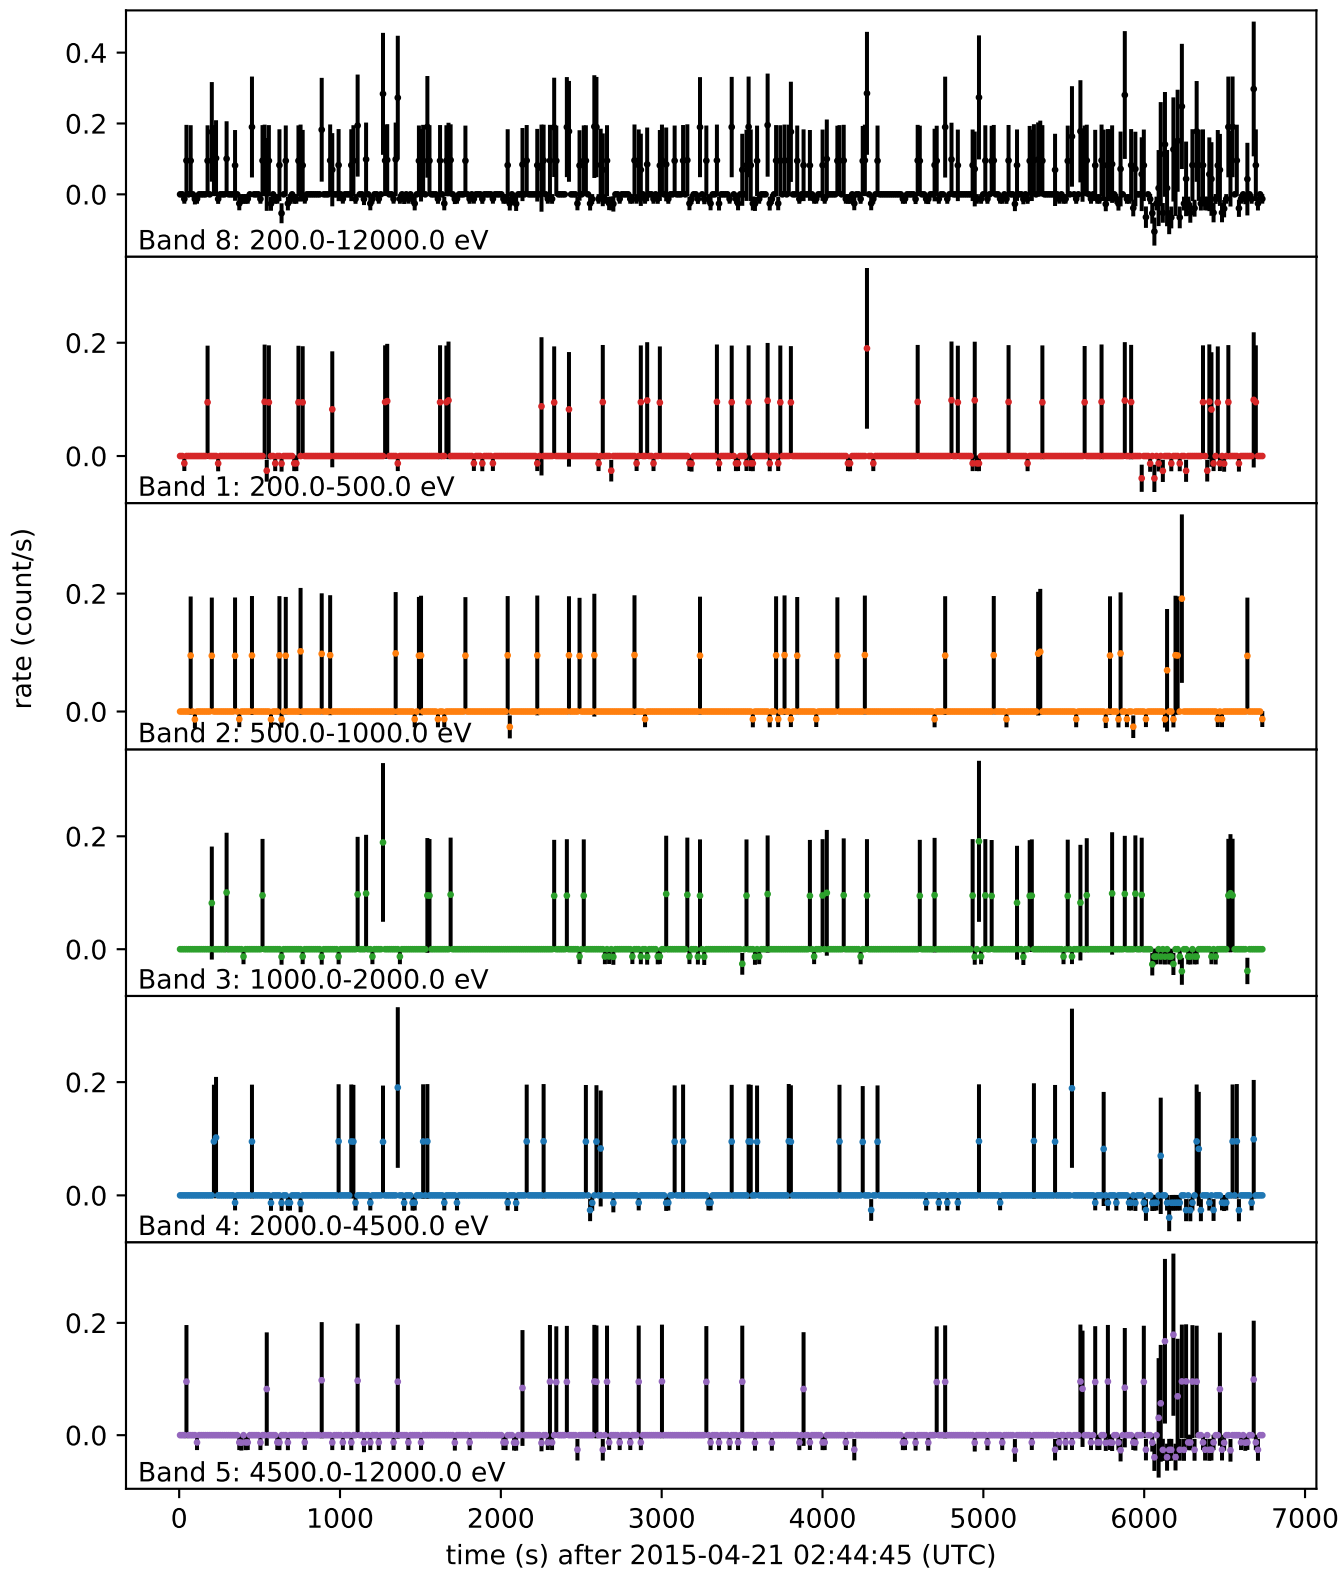 0.4
0.2
0.0
Band 8: 200.0-12000.0 eV
0.2
0.0
Band 1: 200.0-500.0 eV
rate (count/s)
0.2
0.0
Band 2: 500.0-1000.0 eV
0.2
0.0
Band 3: 1000.0-2000.0 eV
0.2
0.0
Band 4: 2000.0-4500.0 eV
0.2
0.0
Band 5: 4500.0-12000.0 eV
0 1000 2000 3000 4000 5000 6000 7000
time (s) after 2015-04-21 02:44:45 (UTC)